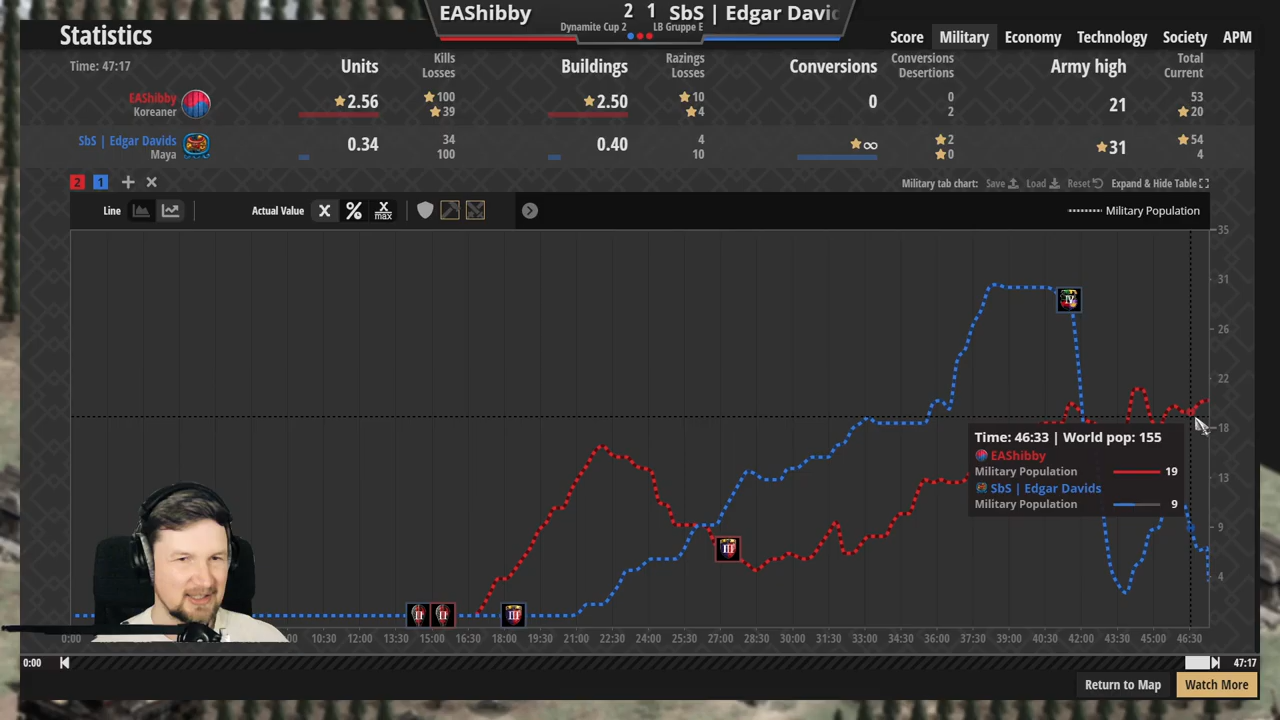 EAShibby 2 1 SbS | Edgar Davic
Dynamite Cup 2 LB Gruppe E
Statistics
Score Military Economy Technology Society APM
Time: 47:17
Units Kills Losses Buildings Razings Losses Conversions Conversions Desertions Army high Total Current
EAShibby 2.56 100 2.50 10 0 0 21 53
Koreaner 39 4 2 20
SbS | Edgar Davids 0.34 34 0.40 4 ∞ 2 31 54
Maya 100 10 0 4
2 1 + ×
Military tab chart: Save Load Reset Expand & Hide Table
Line Actual Value X % X max Military Population
35
31
26
22
18
13
9
4
IV
III
II II III
Time: 46:33 | World pop: 155
EAShibby
Military Population 19
SbS | Edgar Davids
Military Population 9
0:00 00 10:30 12:00 13:30 15:00 16:30 18:00 19:30 21:00 22:30 24:00 25:30 27:00 28:30 30:00 31:30 33:00 34:30 36:00 37:30 39:00 40:30 42:00 43:30 45:00 46:30
0:00 47:17
Return to Map Watch More